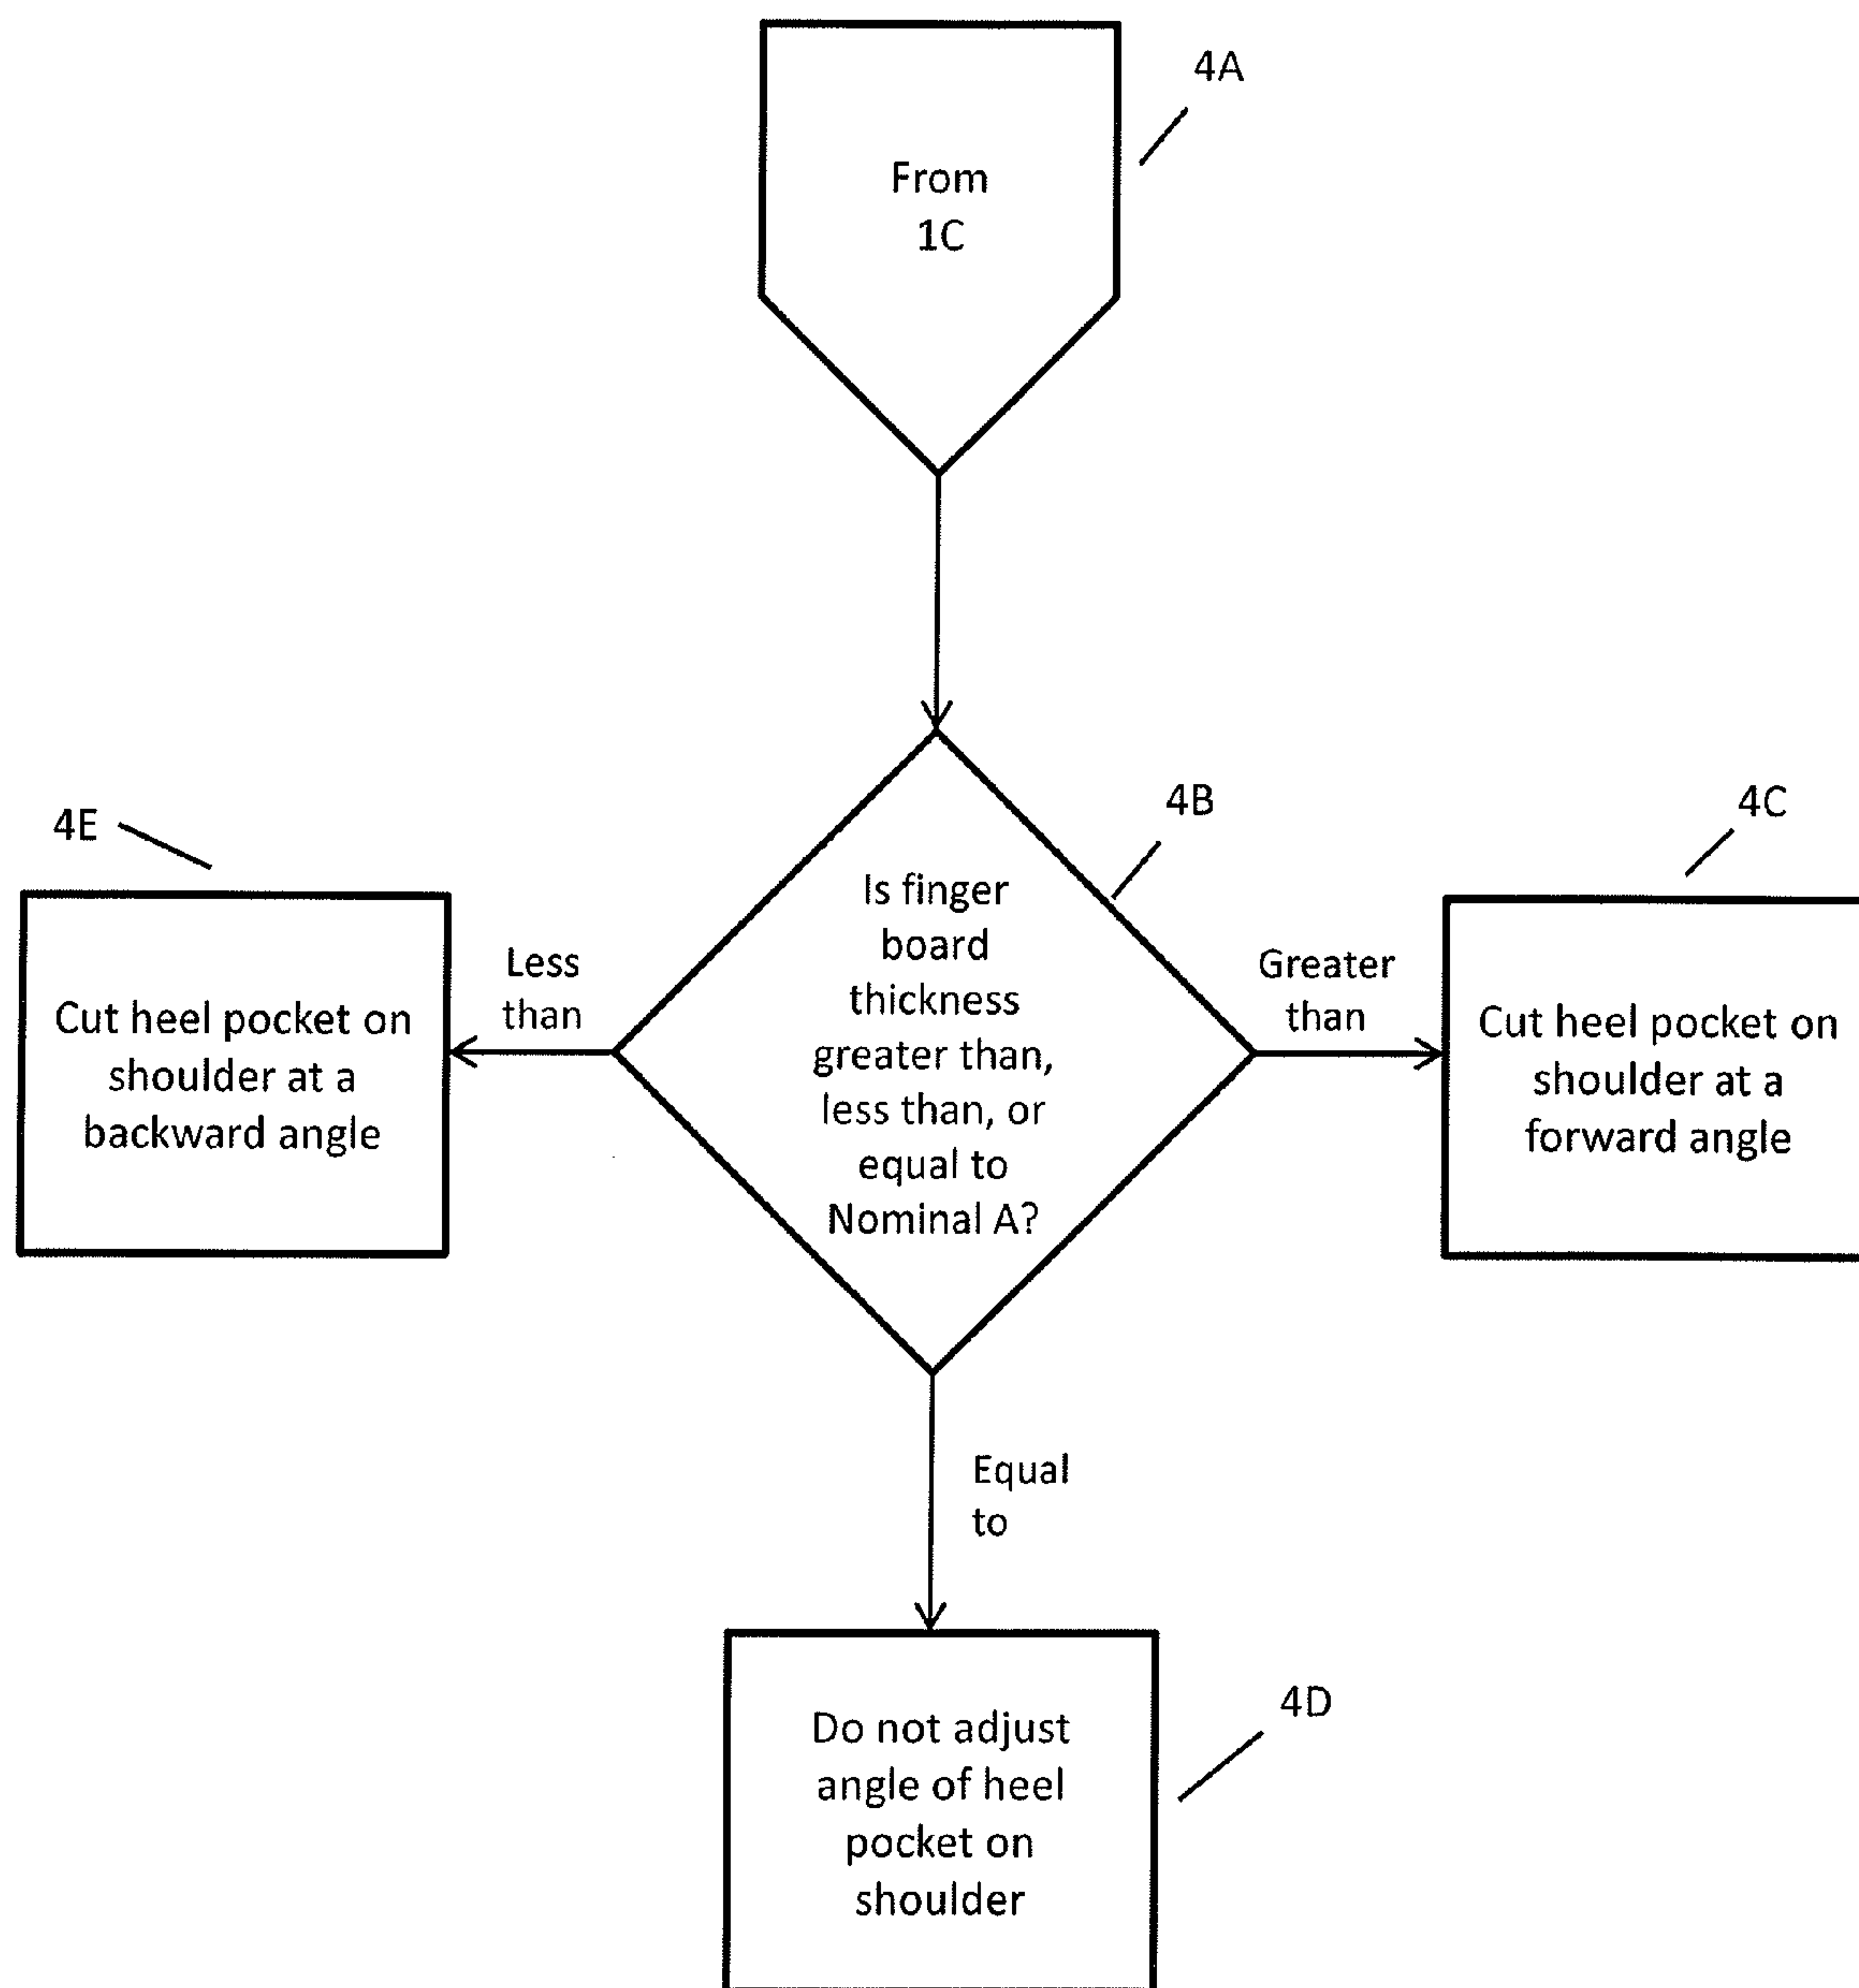 4A
From
1C
4B
Is finger
board
thickness
greater than,
less than, or
equal to
Nominal A?
4E
Less
than
Cut heel pocket on
shoulder at a
backward angle
4C
Greater
than
Cut heel pocket on
shoulder at a
forward angle
Equal
to
4D
Do not adjust
angle of heel
pocket on
shoulder